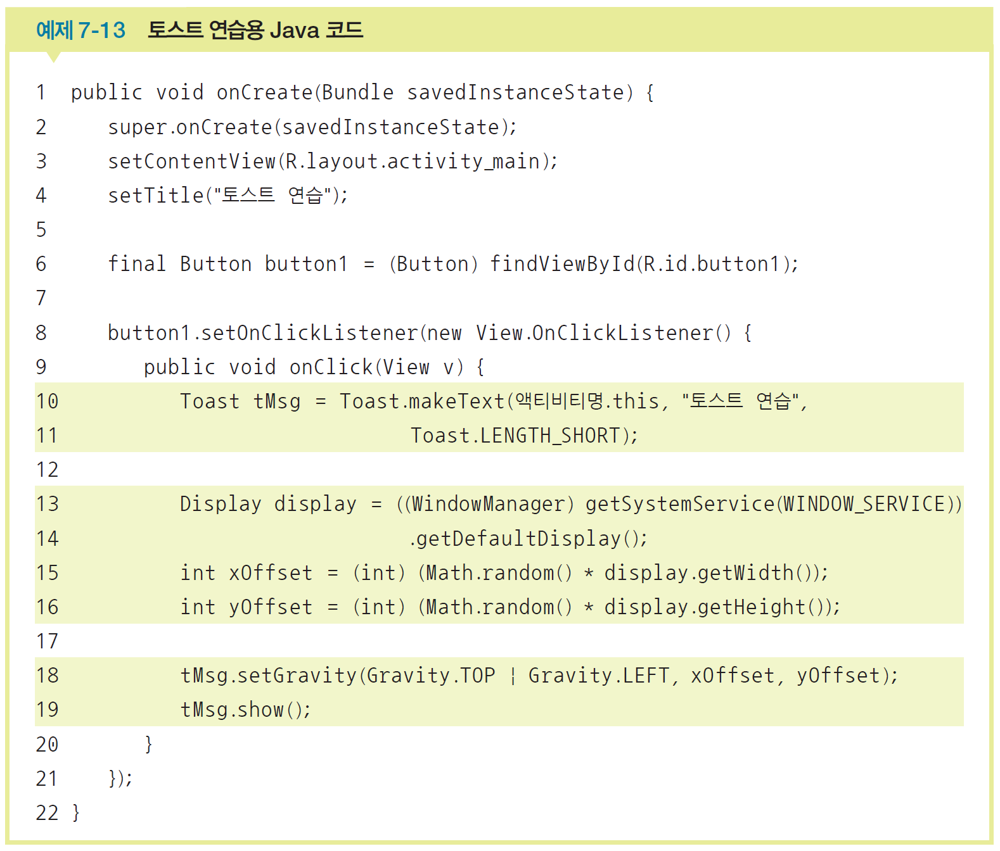 예제 7-13 토스트 연습용 Java 코드
1 public void onCreate(Bundle savedInstanceState) {
2 super.onCreate(savedInstanceState);
3 setContentView(R.layout.activity_main);
4 setTitle("토스트 연습");
5
6 final Button button1 = (Button) findViewById(R.id.button1);
7
8 button1.setOnClickListener(new View.OnClickListener() {
9 public void onClick(View v) {
10 Toast tMsg = Toast.makeText(액티비티명.this, "토스트 연습",
11 Toast.LENGTH_SHORT);
12
13 Display display = ((WindowManager) getSystemService(WINDOW_SERVICE))
14 .getDefaultDisplay();
15 int xOffset = (int) (Math.random() * display.getWidth());
16 int yOffset = (int) (Math.random() * display.getHeight());
17
18 tMsg.setGravity(Gravity.TOP | Gravity.LEFT, xOffset, yOffset);
19 tMsg.show();
20 }
21 });
22 }